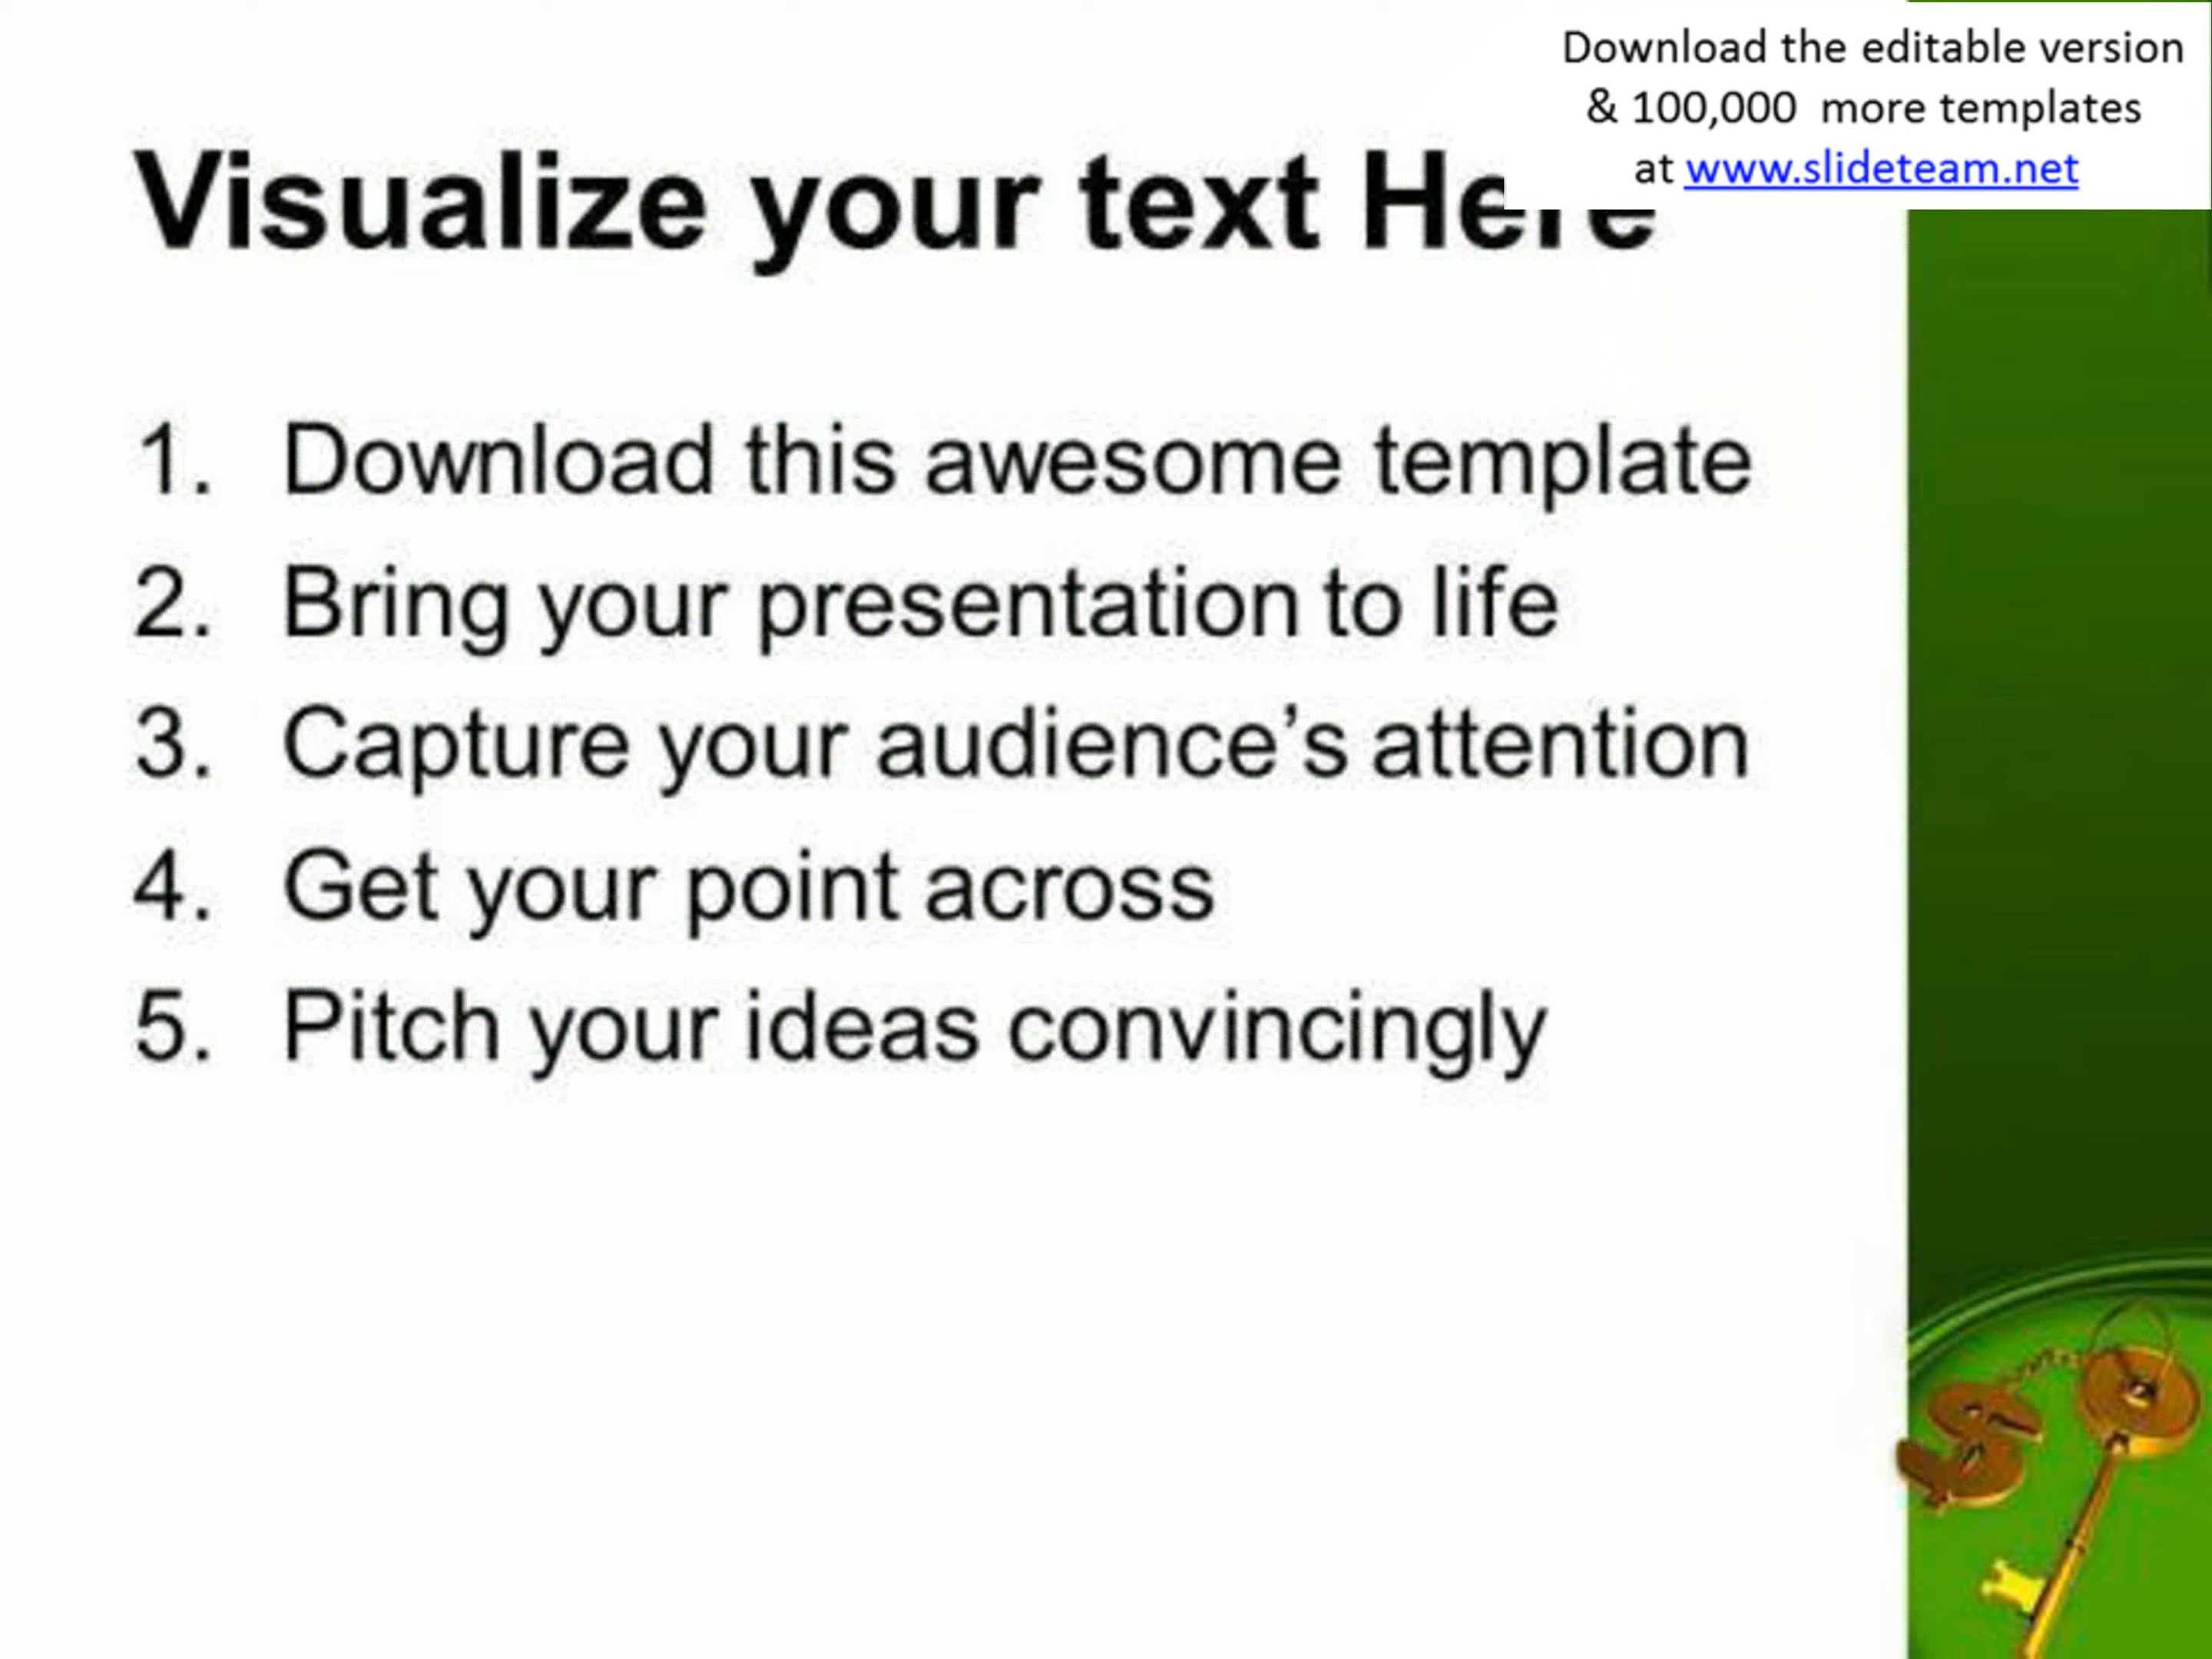 Download the editable version
& 100,000 more templates
at www.slideteam.net
Visualize your text Here
1. Download this awesome template
2. Bring your presentation to life
3. Capture your audience’s attention
4. Get your point across
5. Pitch your ideas convincingly